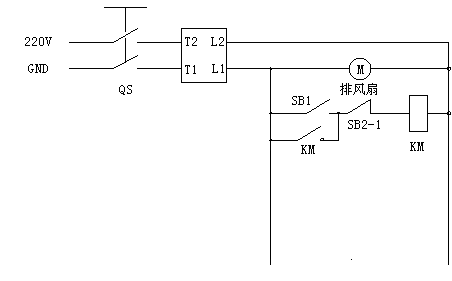 220V
T2 L2
GND
T1 L1
M
QS
排风扇
SB1
SB2-1
KM
KM